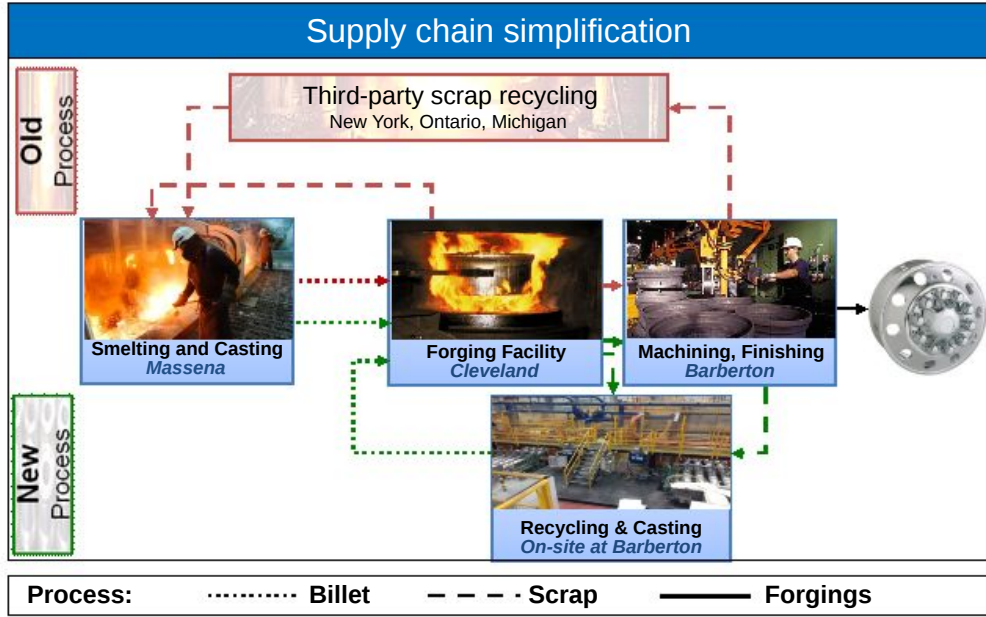 Supply chain simplification
Old
Process
Third-party scrap recycling
New York, Ontario, Michigan
Smelting and Casting
Massena
Forging Facility
Cleveland
Machining, Finishing
Barberton
New
Process
Recycling & Casting
On-site at Barberton
Process: Billet Scrap Forgings